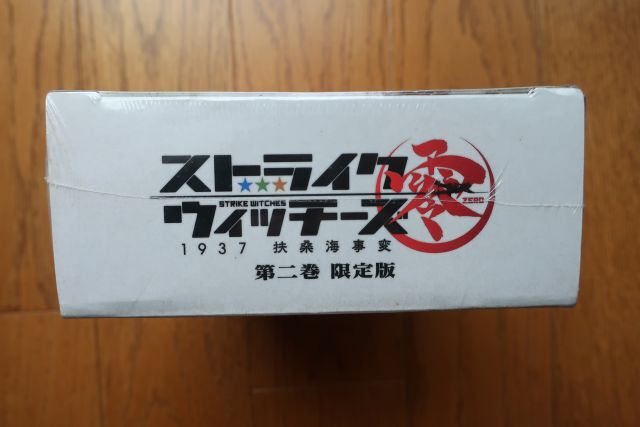 ストライク
STRIKE WITCHES
ウィッチーズ
零
ZERO
1937 扶桑海事変
第二巻 限定版